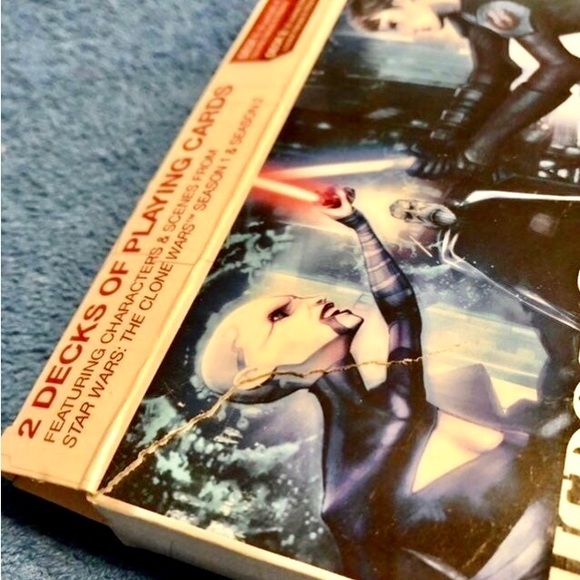 2 DECKS OF PLAYING CARDS
FEATURING CHARACTERS & SCENES FROM
STAR WARS: THE CLONE WARS™ SEASON 1 & SEASON 2